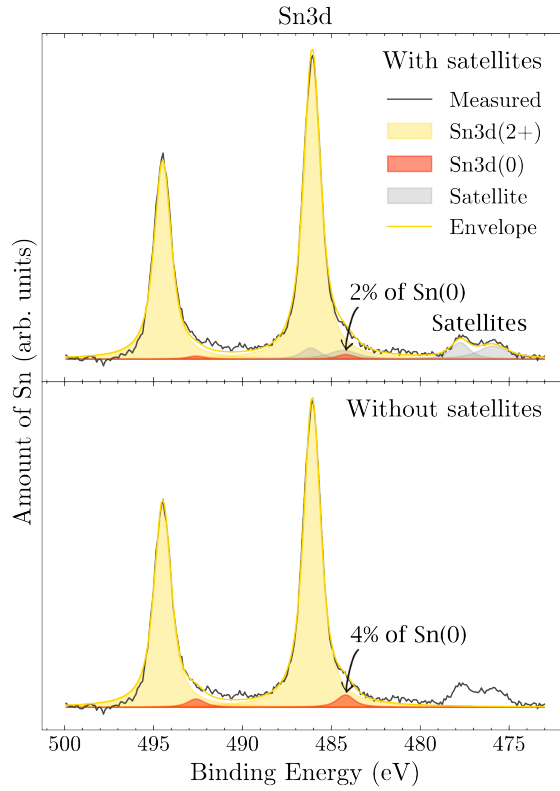 Sn3d
With satellites
Measured
Sn3d(2+)
Sn3d(0)
Satellite
Envelope
2% of Sn(0)
Satellites
Amount of Sn (arb. units)
Without satellites
4% of Sn(0)
500 495 490 485 480 475
Binding Energy (eV)